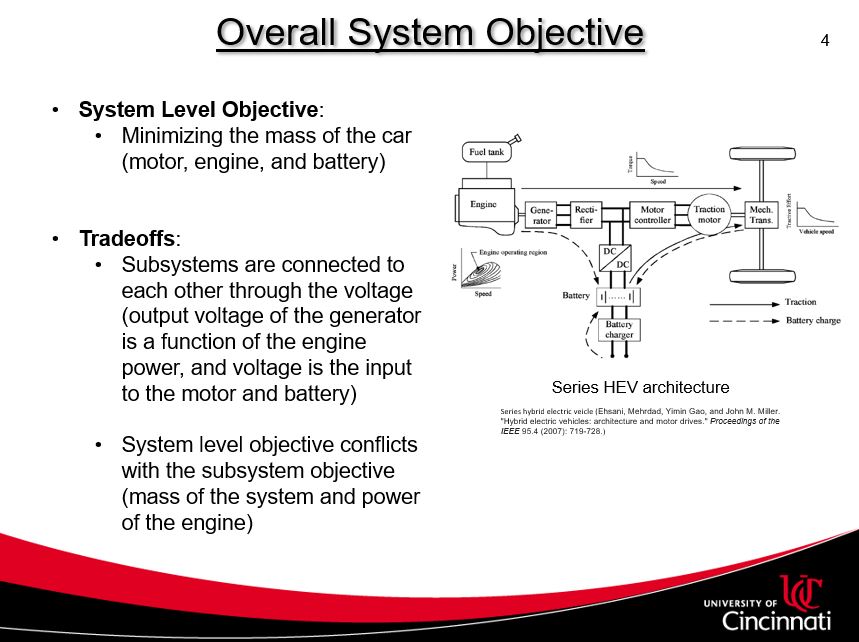 Overall System Objective
4
• System Level Objective:
• Minimizing the mass of the car
(motor, engine, and battery)
• Tradeoffs:
• Subsystems are connected to
each other through the voltage
(output voltage of the generator
is a function of the engine
power, and voltage is the input
to the motor and battery)
• System level objective conflicts
with the subsystem objective
(mass of the system and power
of the engine)
Fuel tank
Torque
Speed
Engine
Gene-
rator
Recti-
fier
Motor
controller
Traction
motor
Mech.
Trans.
Tractive Effort
Vehicle speed
DC
DC
Engine operating region
Power
Speed
Battery
Battery
charger
Traction
Battery charge
Series HEV architecture
Series hybrid electric veicle (Ehsani, Mehrdad, Yimin Gao, and John M. Miller.
"Hybrid electric vehicles: architecture and motor drives." Proceedings of the
IEEE 95.4 (2007): 719-728.)
UC
UNIVERSITY OF
Cincinnati